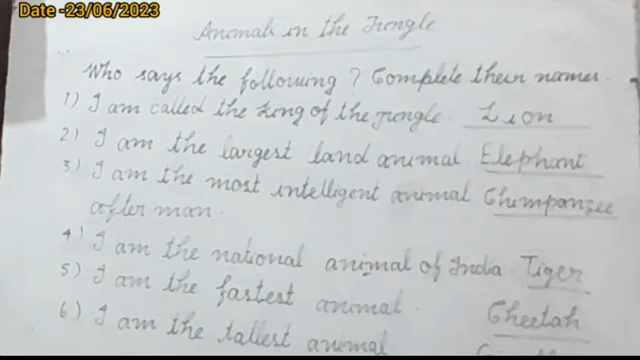 Date -23/06/2023
Animals in the Jungle
Who says the following? Complete their names.
1) I am called the king of the jungle. Lion
2) I am the largest land animal Elephant
3) I am the most intelligent animal Chimpanzee
after man.
4) I am the national animal of India Tiger
5) I am the fastest animal. Cheetah
6) I am the tallest animal